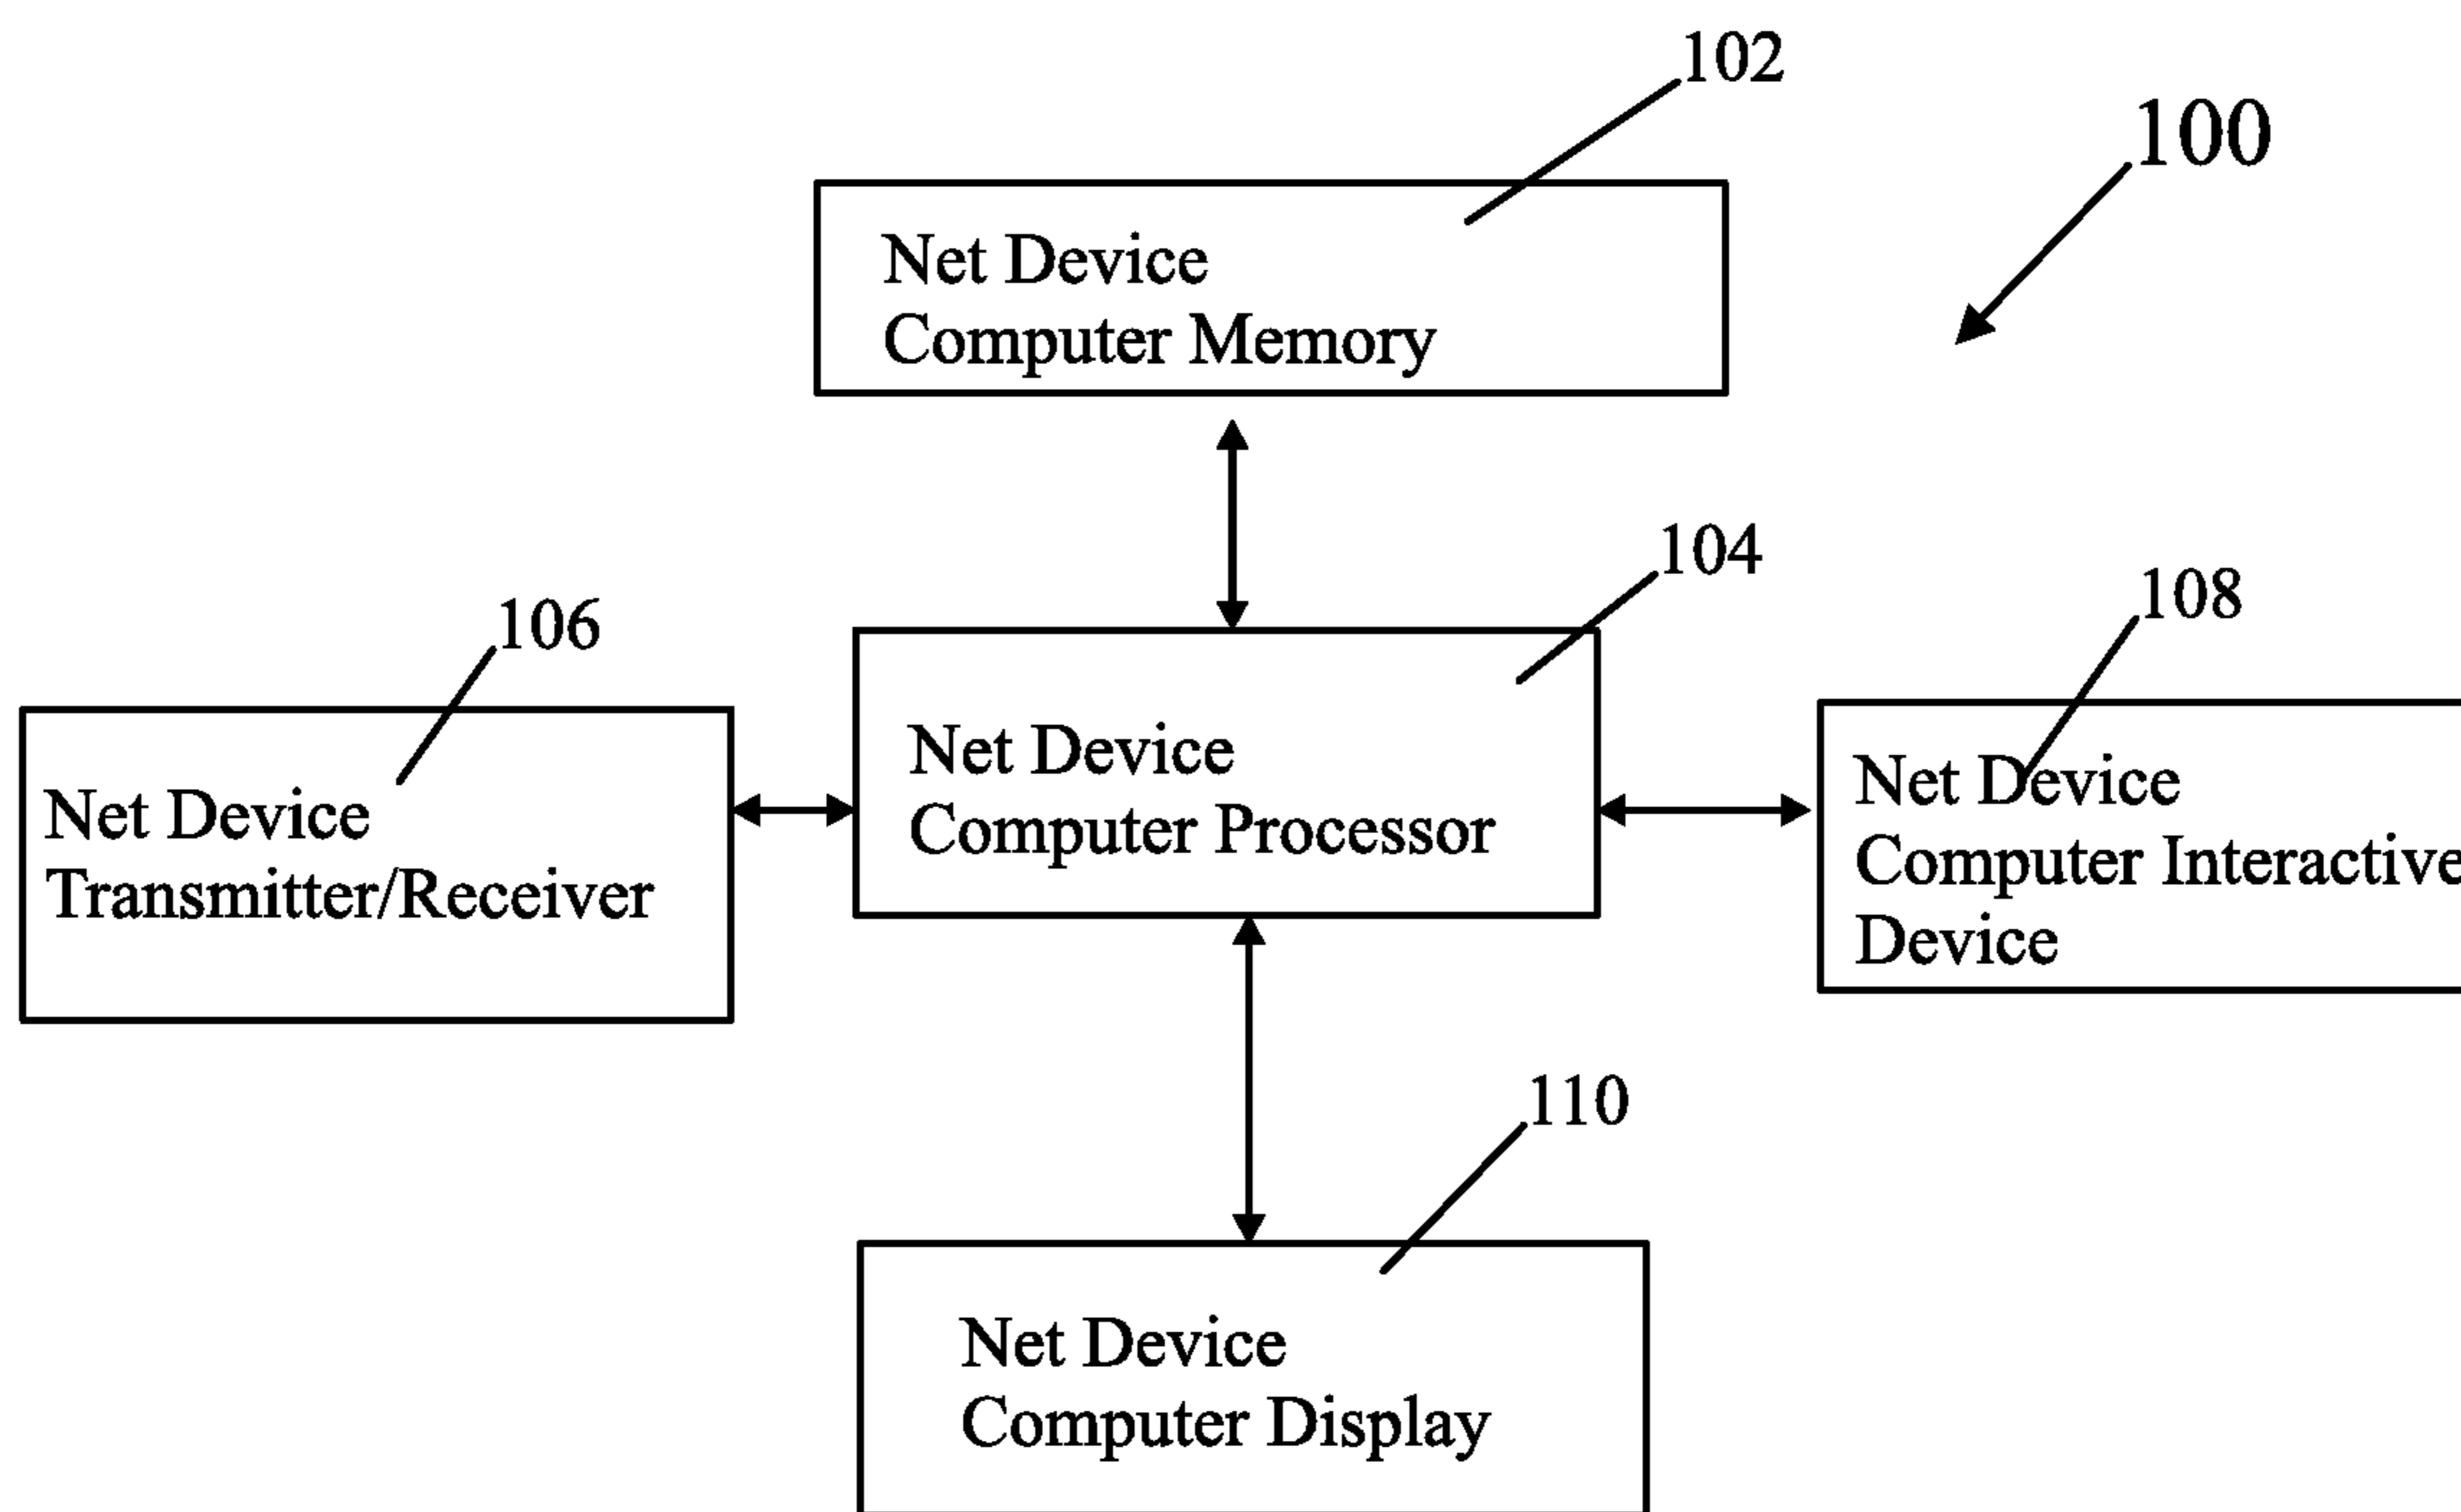 102
100
Net Device
Computer Memory
104
108
106
Net Device
Computer Processor
Net Device
Computer Interactive
Device
Net Device
Transmitter/Receiver
110
Net Device
Computer Display